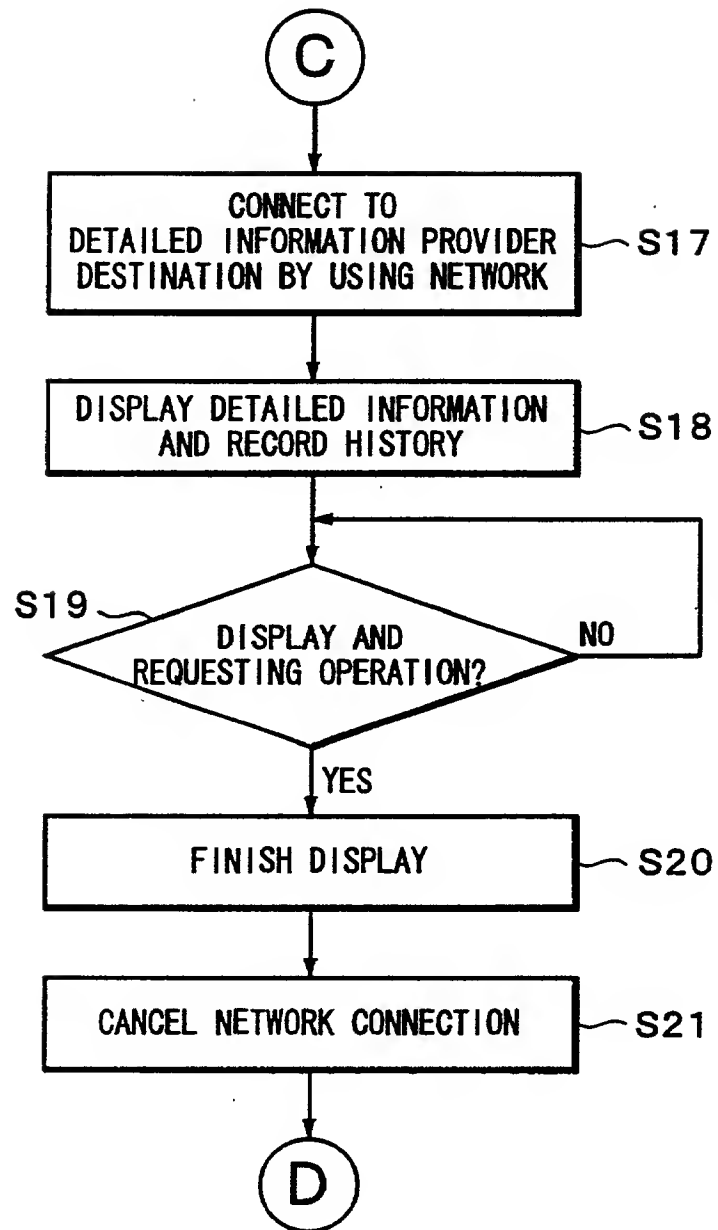 C
CONNECT TO
DETAILED INFORMATION PROVIDER
DESTINATION BY USING NETWORK
S17
DISPLAY DETAILED INFORMATION
AND RECORD HISTORY
S18
S19
DISPLAY AND
REQUESTING OPERATION?
NO
YES
FINISH DISPLAY
S20
CANCEL NETWORK CONNECTION
S21
D